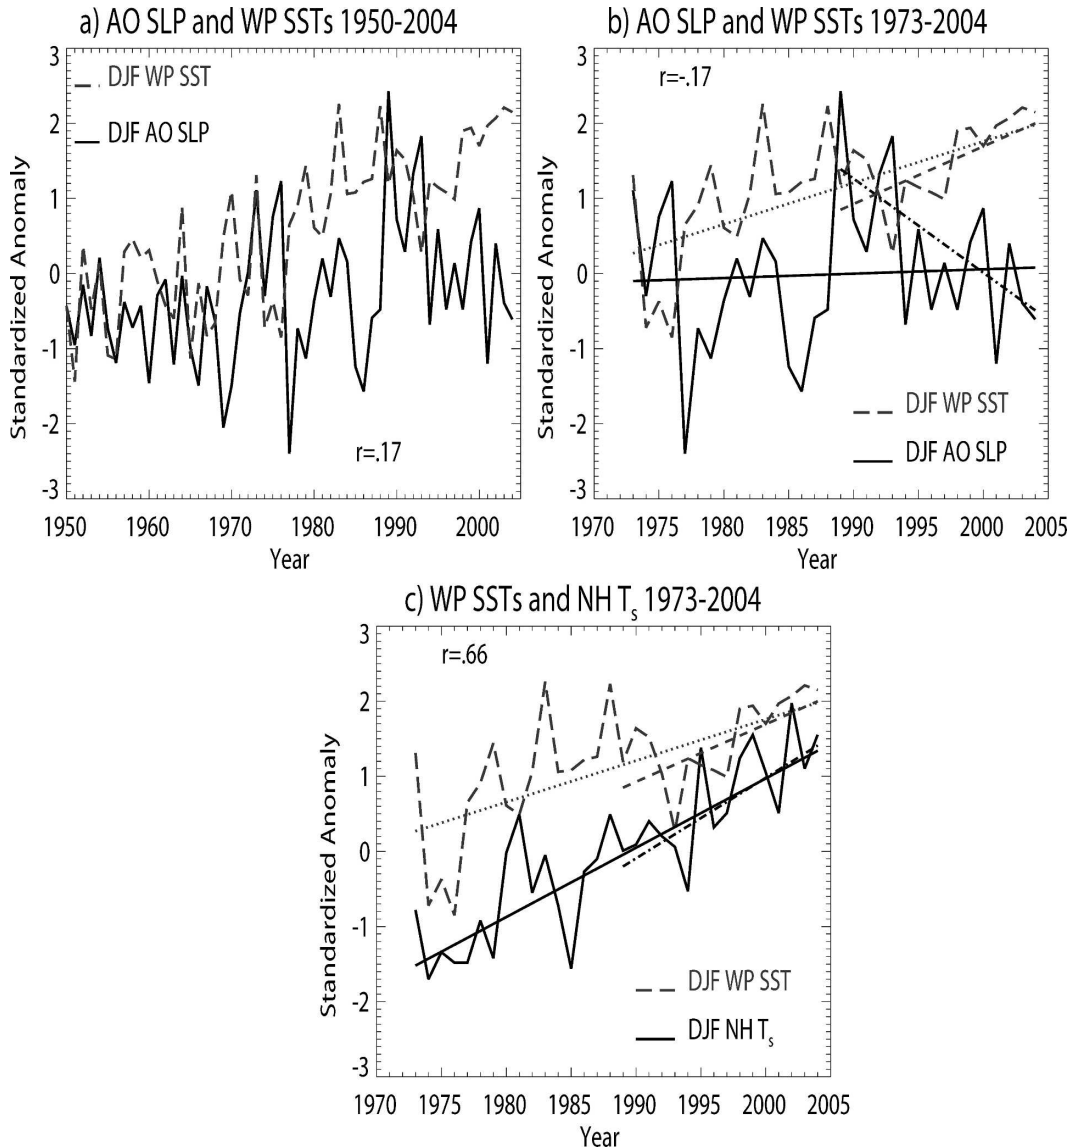 a) AO SLP and WP SSTs 1950-2004
3
2
1
0
-1
-2
-3
Standardized Anomaly
DJF WP SST
DJF AO SLP
r=.17
1950 1960 1970 1980 1990 2000
Year
b) AO SLP and WP SSTs 1973-2004
3
2
1
0
-1
-2
-3
Standardized Anomaly
r=-.17
DJF WP SST
DJF AO SLP
1970 1975 1980 1985 1990 1995 2000 2005
Year
c) WP SSTs and NH Ts 1973-2004
3
2
1
0
-1
-2
-3
Standardized Anomaly
r=.66
DJF WP SST
DJF NH Ts
1970 1975 1980 1985 1990 1995 2000 2005
Year